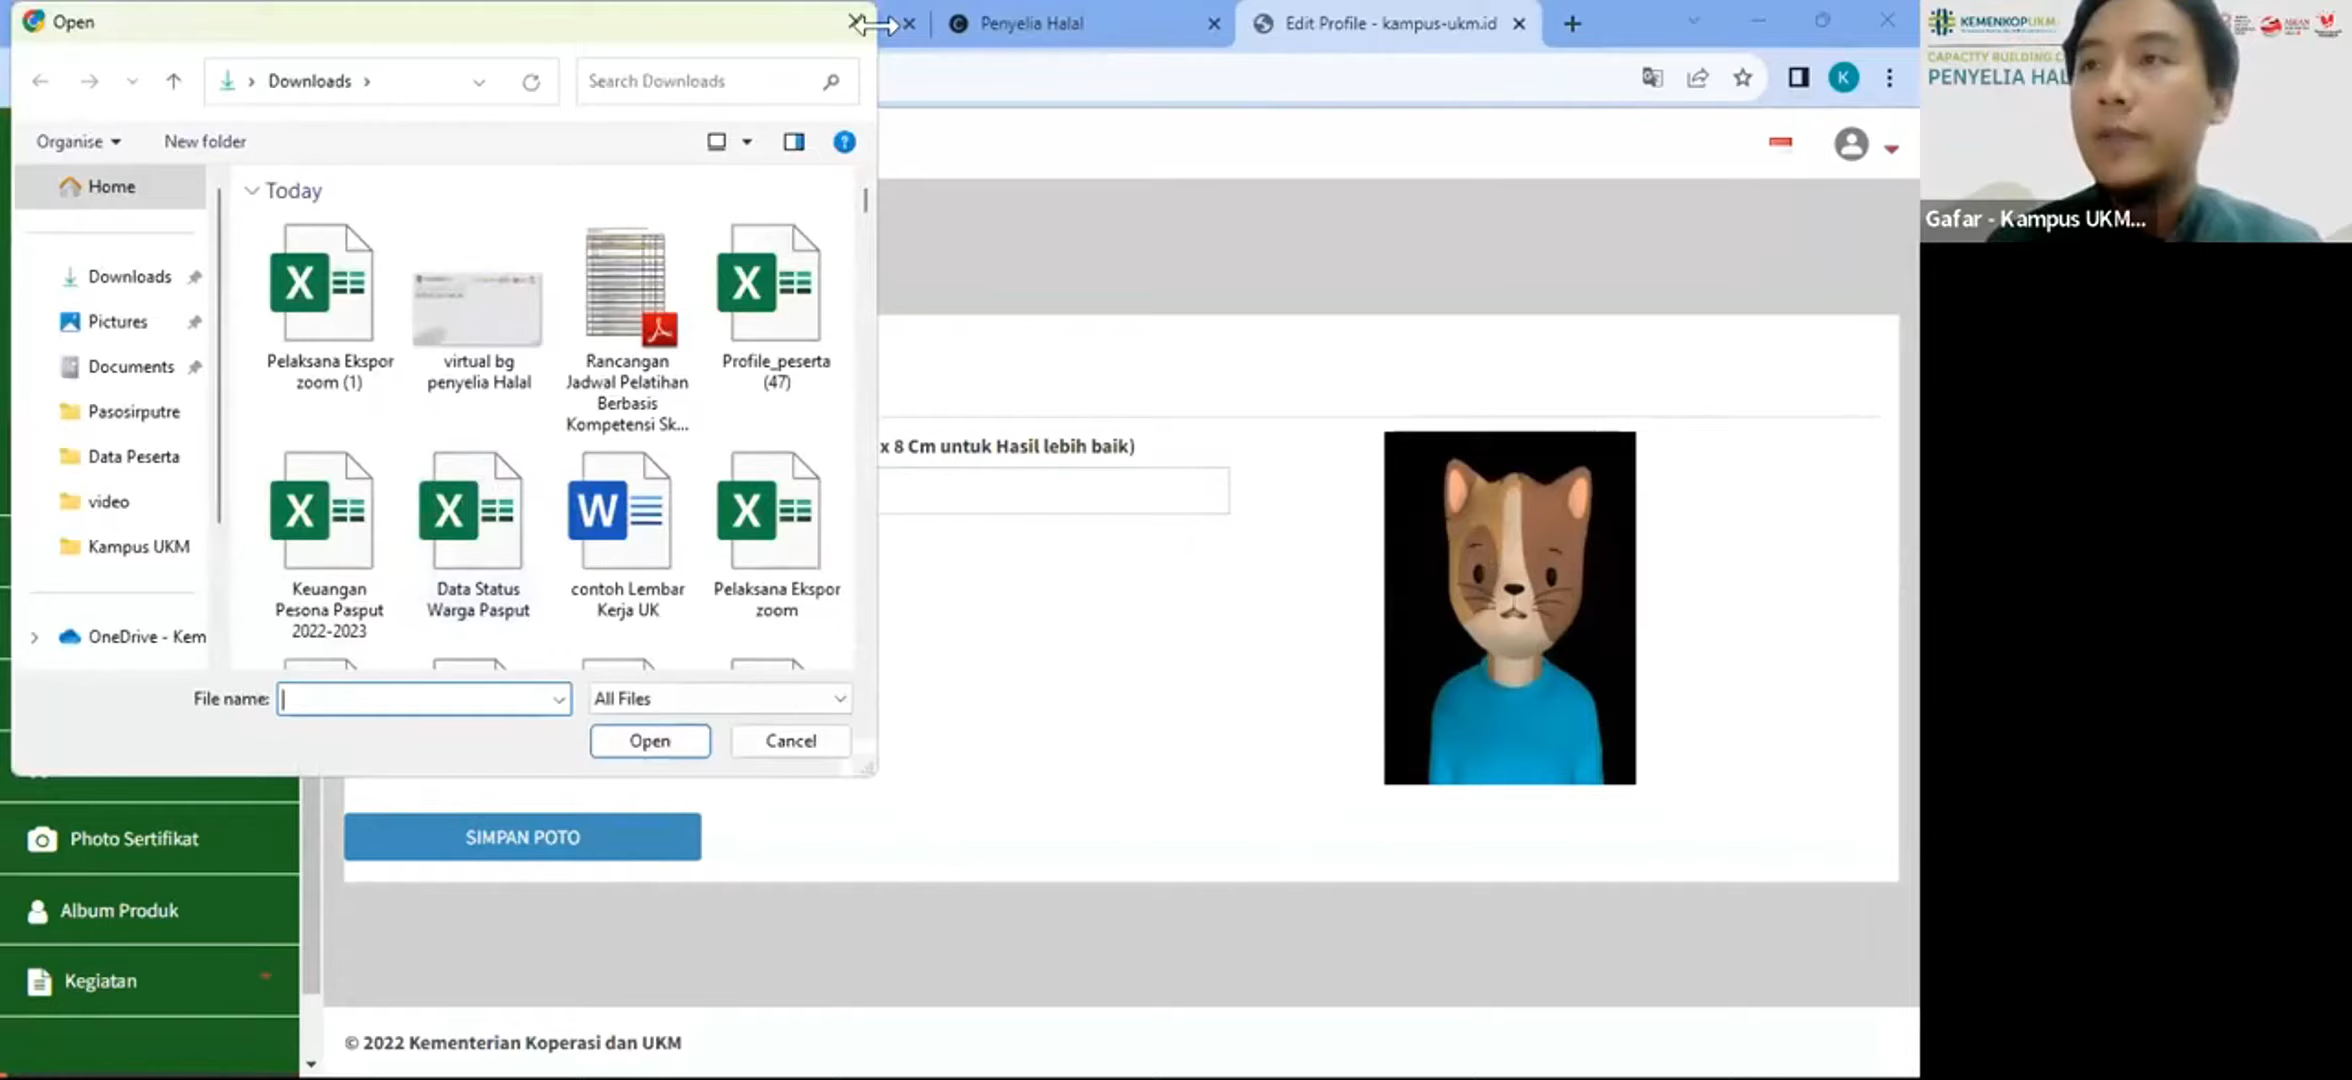 Open
Penyelia Halal
Edit Profile - kampus-ukm.id
Downloads
Search Downloads
K
Organise
New folder
Home
Downloads
Pictures
Documents
Pasosirputre
Data Peserta
video
Kampus UKM
OneDrive - Kem
Today
Pelaksana Ekspor
zoom (1)
virtual bg
penyelia Halal
Rancangan
Jadwal Pelatihan
Berbasis
Kompetensi Sk...
Profile_peserta
(47)
Keuangan
Pesona Pasput
2022-2023
Data Status
Warga Pasput
contoh Lembar
Kerja UK
Pelaksana Ekspor
zoom
File name:
All Files
Open
Cancel
x 8 Cm untuk Hasil lebih baik)
SIMPAN POTO
Photo Sertifikat
Album Produk
Kegiatan
© 2022 Kementerian Koperasi dan UKM
KEMENKOPUKM
CAPACITY BUILDING
PENYELIA HAL
Gafar - Kampus UKM...